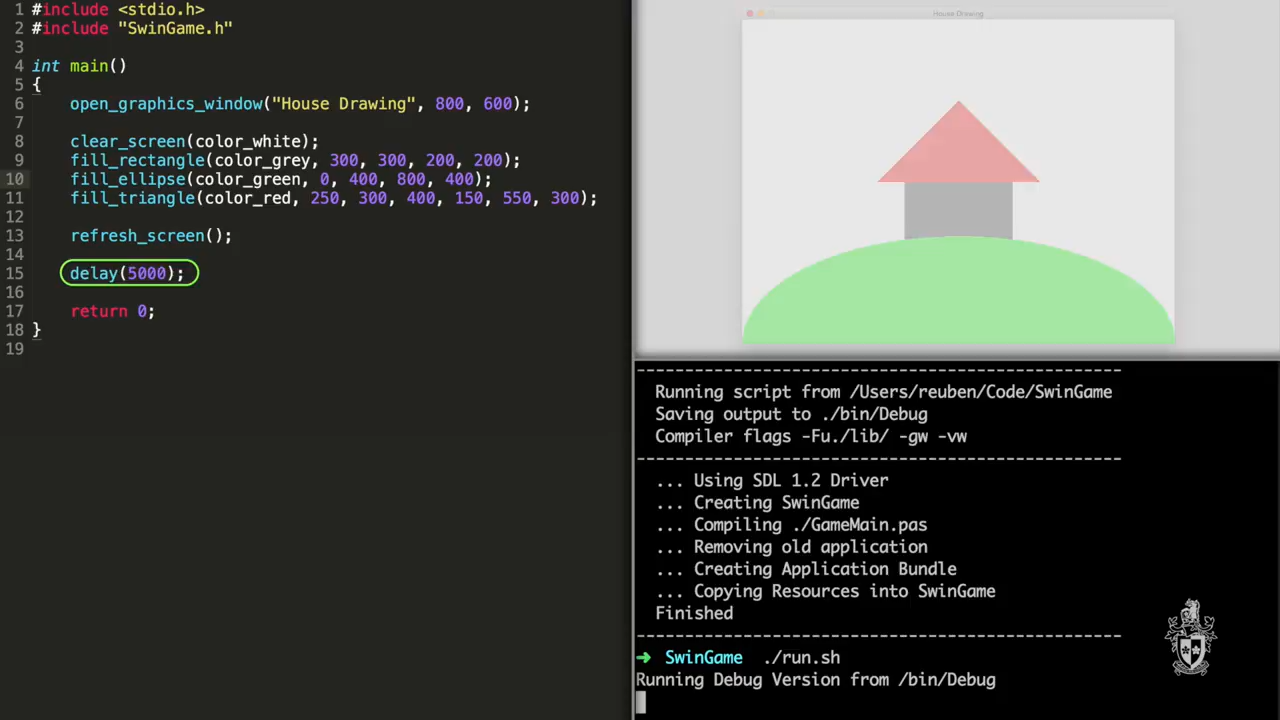 1 #include <stdio.h>
2 #include "SwinGame.h"
3
4 int main()
5 {
6 open_graphics_window("House Drawing", 800, 600);
7
8 clear_screen(color_white);
9 fill_rectangle(color_grey, 300, 300, 200, 200);
10 fill_ellipse(color_green, 0, 400, 800, 400);
11 fill_triangle(color_red, 250, 300, 400, 150, 550, 300);
12
13 refresh_screen();
14
15 delay(5000);
16
17 return 0;
18 }
19
House Drawing
--------------------------------------------------
Running script from /Users/reuben/Code/SwinGame
Saving output to ./bin/Debug
Compiler flags -Fu./lib/ -gw -vw
--------------------------------------------------
... Using SDL 1.2 Driver
... Creating SwinGame
... Compiling ./GameMain.pas
... Removing old application
... Creating Application Bundle
... Copying Resources into SwinGame
Finished
--------------------------------------------------
➜ SwinGame ./run.sh
Running Debug Version from /bin/Debug